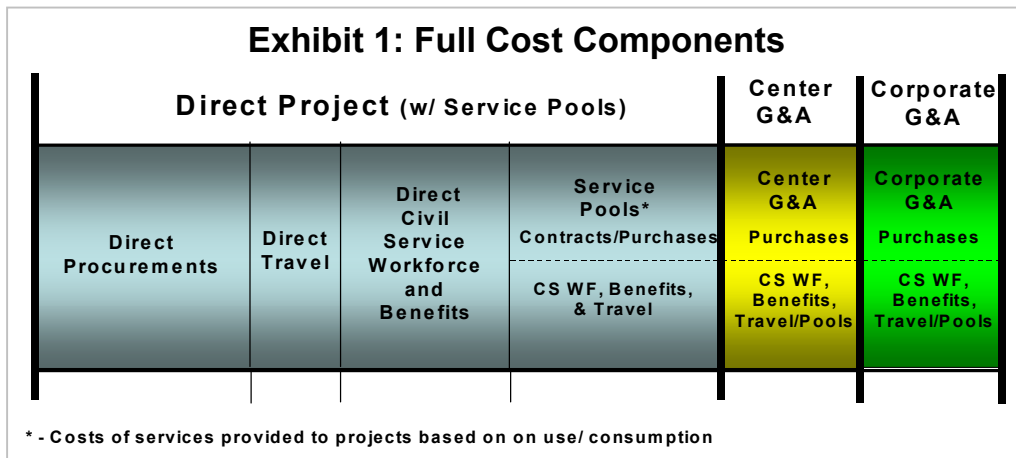 Exhibit 1: Full Cost Components
Direct Project (w/ Service Pools)
Center
G&A
Corporate
G&A
Direct
Procurements
Direct
Travel
Direct
Civil
Service
Workforce
and
Benefits
Service
Pools*
Contracts/Purchases
CS WF, Benefits,
& Travel
Center
G&A
Purchases
CS WF,
Benefits,
Travel/Pools
Corporate
G&A
Purchases
CS WF,
Benefits,
Travel/Pools
* - Costs of services provided to projects based on on use/ consumption